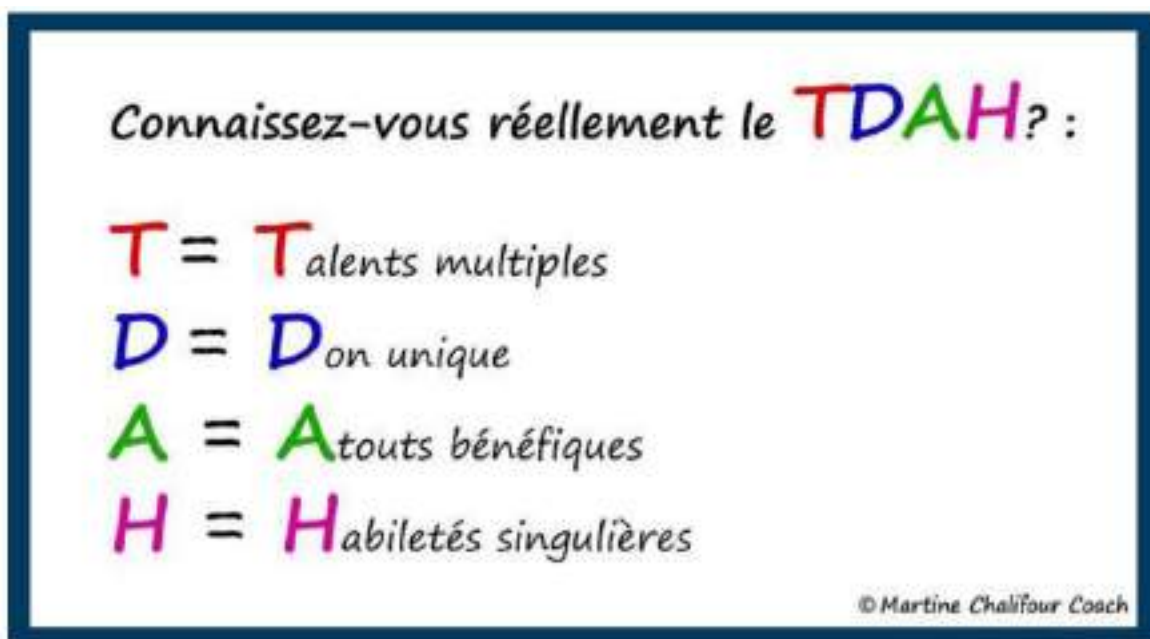 Connaissez-vous réellement le TDAH? :
T = Talents multiples
D = Don unique
A = Atouts bénéfiques
H = Habiletés singulières
© Martine Chalifour Coach